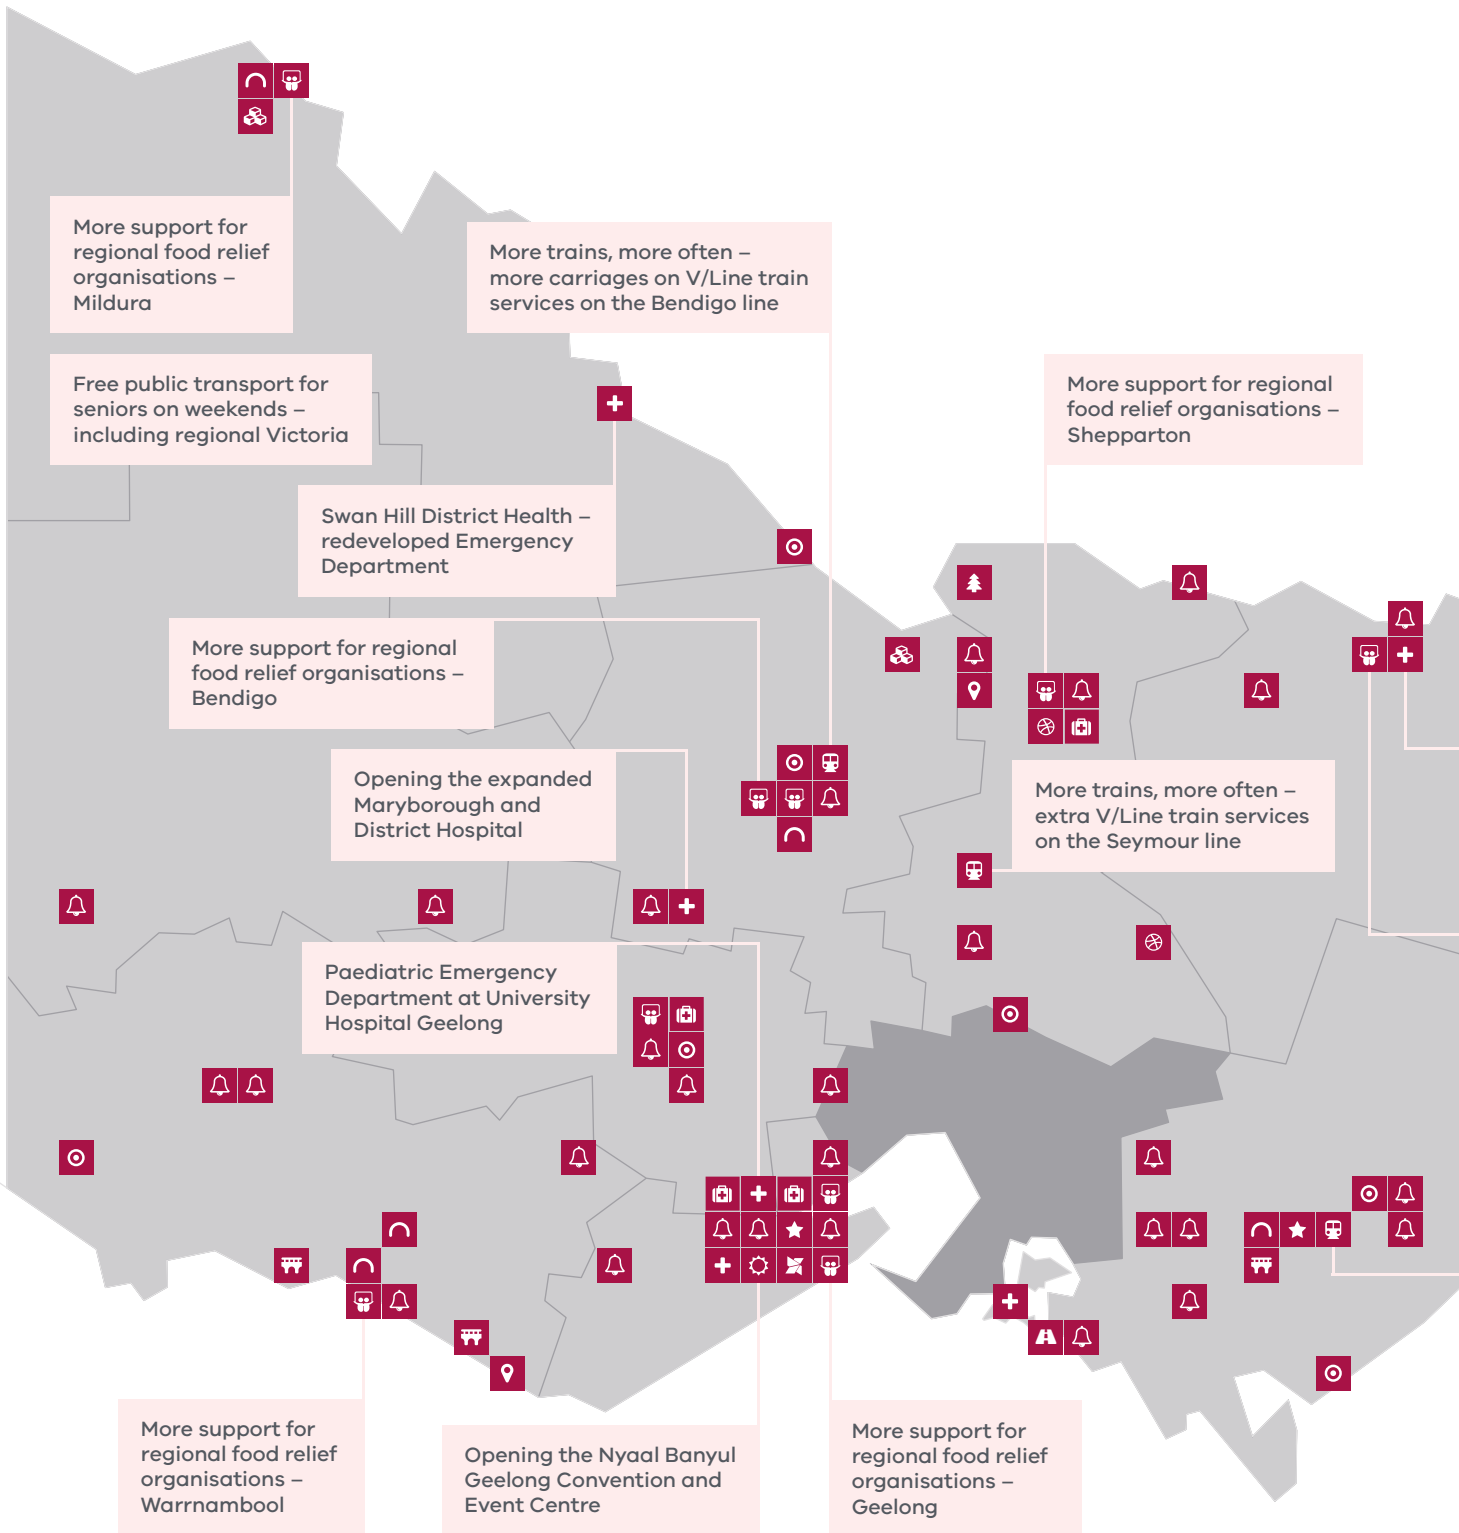 More support for
regional food relief
organisations –
Mildura
More trains, more often –
more carriages on V/Line train
services on the Bendigo line
Free public transport for
seniors on weekends –
including regional Victoria
More support for regional
food relief organisations –
Shepparton
Swan Hill District Health –
redeveloped Emergency
Department
More support for regional
food relief organisations –
Bendigo
Opening the expanded
Maryborough and
District Hospital
More trains, more often –
extra V/Line train services
on the Seymour line
Paediatric Emergency
Department at University
Hospital Geelong
More support for
regional food relief
organisations –
Warrnambool
Opening the Nyaal Banyul
Geelong Convention and
Event Centre
More support for
regional food relief
organisations –
Geelong